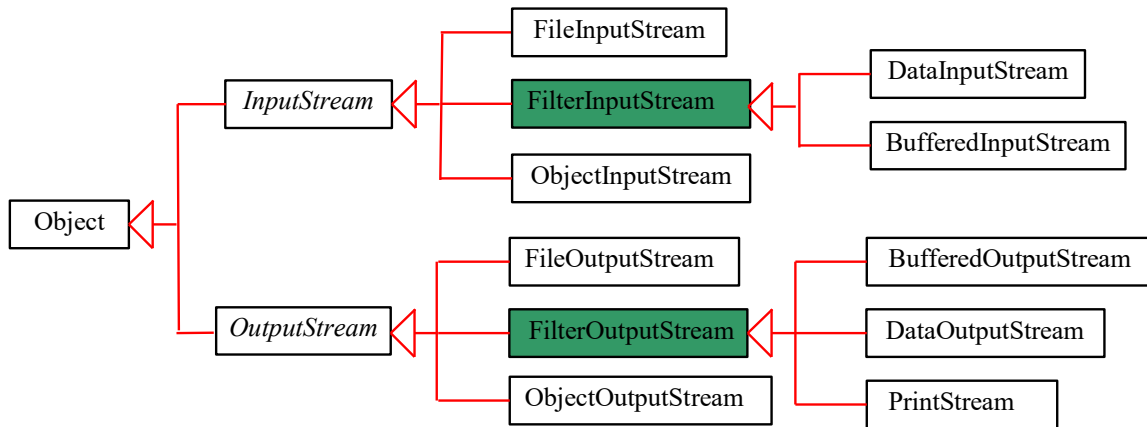 FileInputStream
DataInputStream
InputStream
FilterInputStream
BufferedInputStream
ObjectInputStream
Object
FileOutputStream
BufferedOutputStream
OutputStream
FilterOutputStream
DataOutputStream
ObjectOutputStream
PrintStream